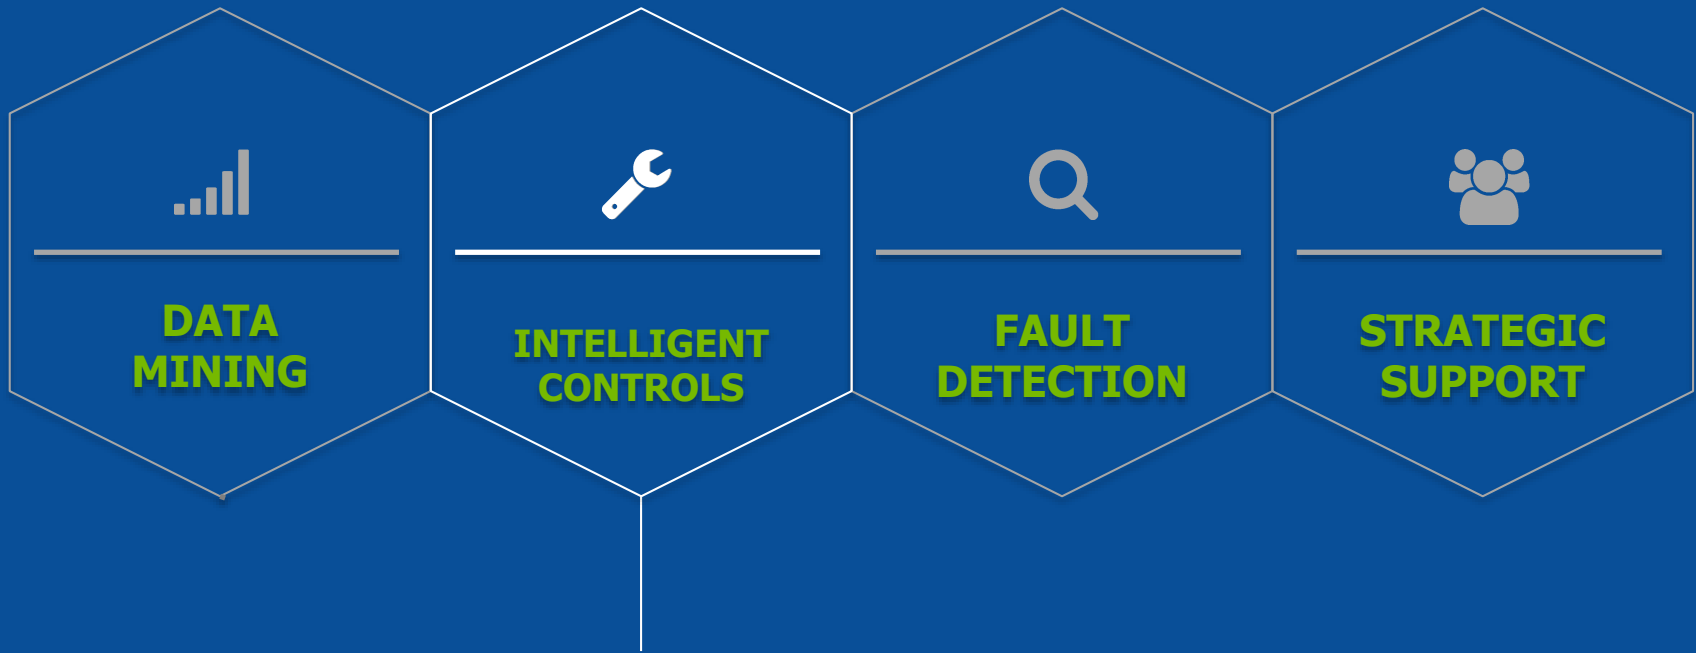 DATA
MINING
INTELLIGENT
CONTROLS
FAULT
DETECTION
STRATEGIC
SUPPORT